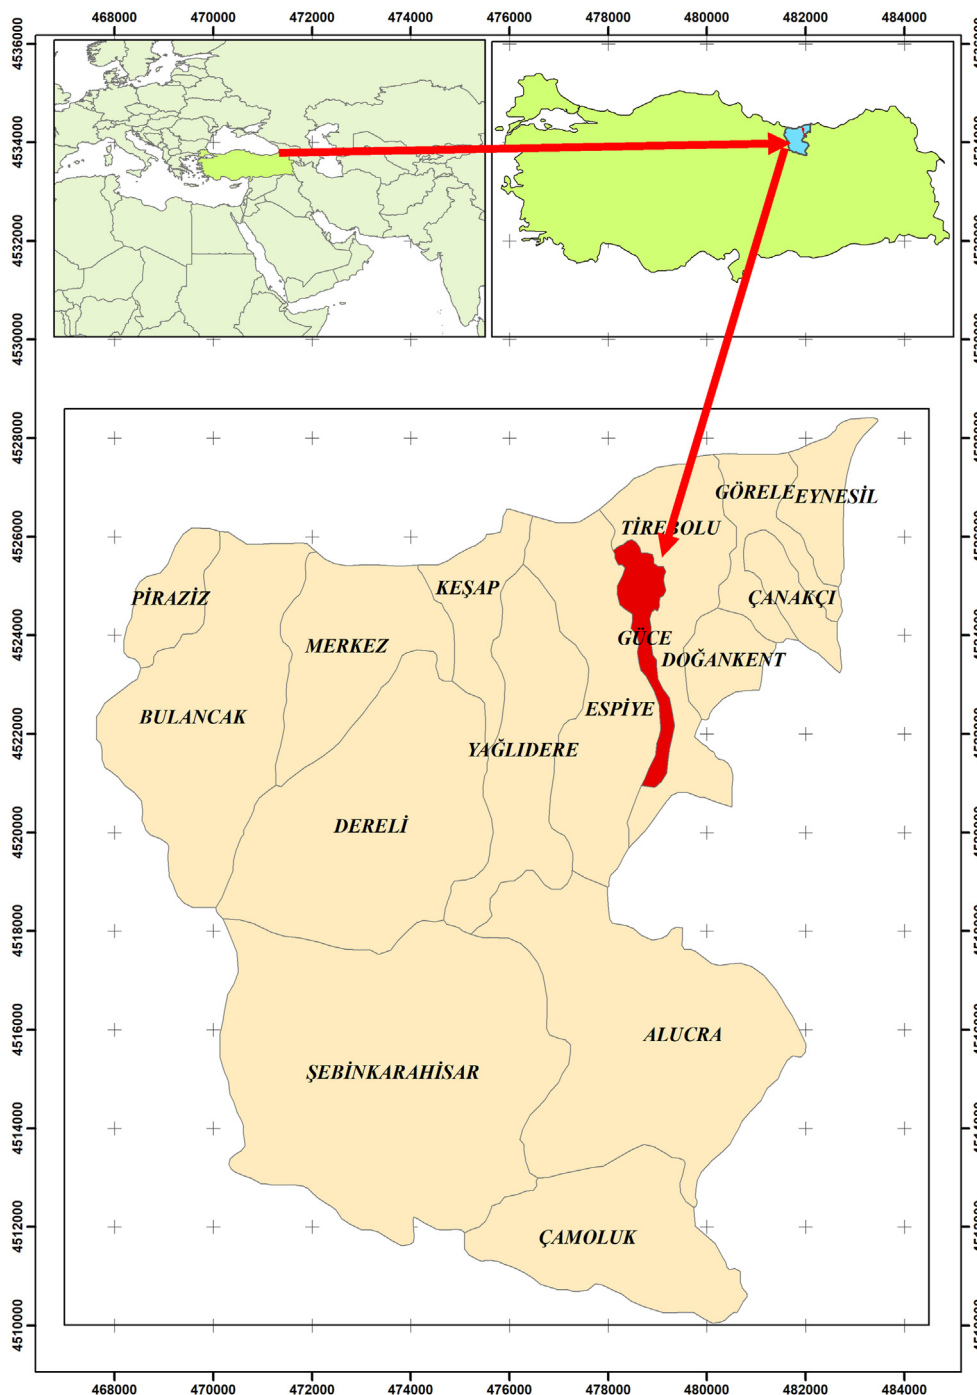 468000 470000 472000 474000 476000 478000 480000 482000 484000
4536000
4534000
4532000
4530000
4528000
4526000
4524000
4522000
4520000
4518000
4516000
4514000
4512000
4510000
GÖRELE EYNESİL
TİREBOLU
KEŞAP
PİRAZİZ
ÇANAKÇI
MERKEZ
GÜCE
DOĞANKENT
BULANCAK
ESPİYE
YAĞLIDERE
DERELİ
ALUCRA
ŞEBİNKARAHİSAR
ÇAMOLUK
468000 470000 472000 474000 476000 478000 480000 482000 484000